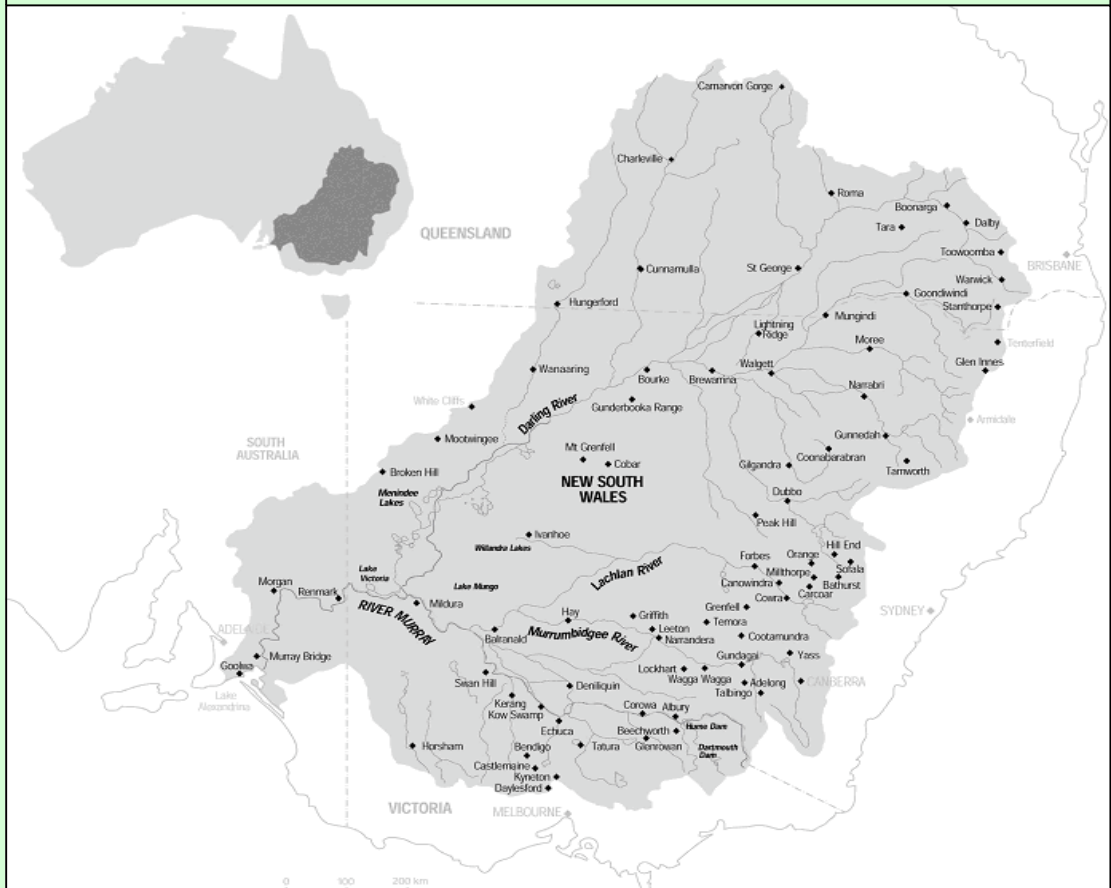 Carnarvon Gorge
Charleville
Roma
Boonarga
Dalby
Tara
QUEENSLAND
Toowoomba
BRISBANE
Cunnamulla
St George
Warwick
Goondiwindi
Hungerford
Stanthorpe
Mungindi
Lightning
Ridge
Moree
Tenterfield
Glen Innes
Walgett
Wanaaring
Bourke
Brewarrina
Narrabri
White Cliffs
Darling River
Gunderbooka Range
Armidale
Mootwingee
Gunnedah
SOUTH
AUSTRALIA
Mt Grenfell
Coonabarabran
Cobar
Gilgandra
Tamworth
Broken Hill
NEW SOUTH
WALES
Menindee
Lakes
Dubbo
Peak Hill
Ivanhoe
Willandra Lakes
Hill End
Forbes
Orange
Lake
Victoria
Lachlan River
Millthorpe
Sofala
Morgan
Renmark
Lake Mungo
Canowindra
Bathurst
Carcoar
Cowra
Mildura
RIVER MURRAY
Hay
Griffith
Grenfell
SYDNEY
Temora
ADELAIDE
Balranald
Murrumbidgee River
Leeton
Narrandera
Cootamundra
Murray Bridge
Goolwa
Gundagai
Yass
Lockhart
Wagga Wagga
Swan Hill
Deniliquin
Adelong
CANBERRA
Talbingo
Lake
Alexandrina
Kerang
Kow Swamp
Corowa
Albury
Echuca
Beechworth
Hume Dam
Horsham
Bendigo
Tatura
Glenrowan
Dartmouth
Dam
Castlemaine
Kyneton
Daylesford
VICTORIA
MELBOURNE
0 100 200 km